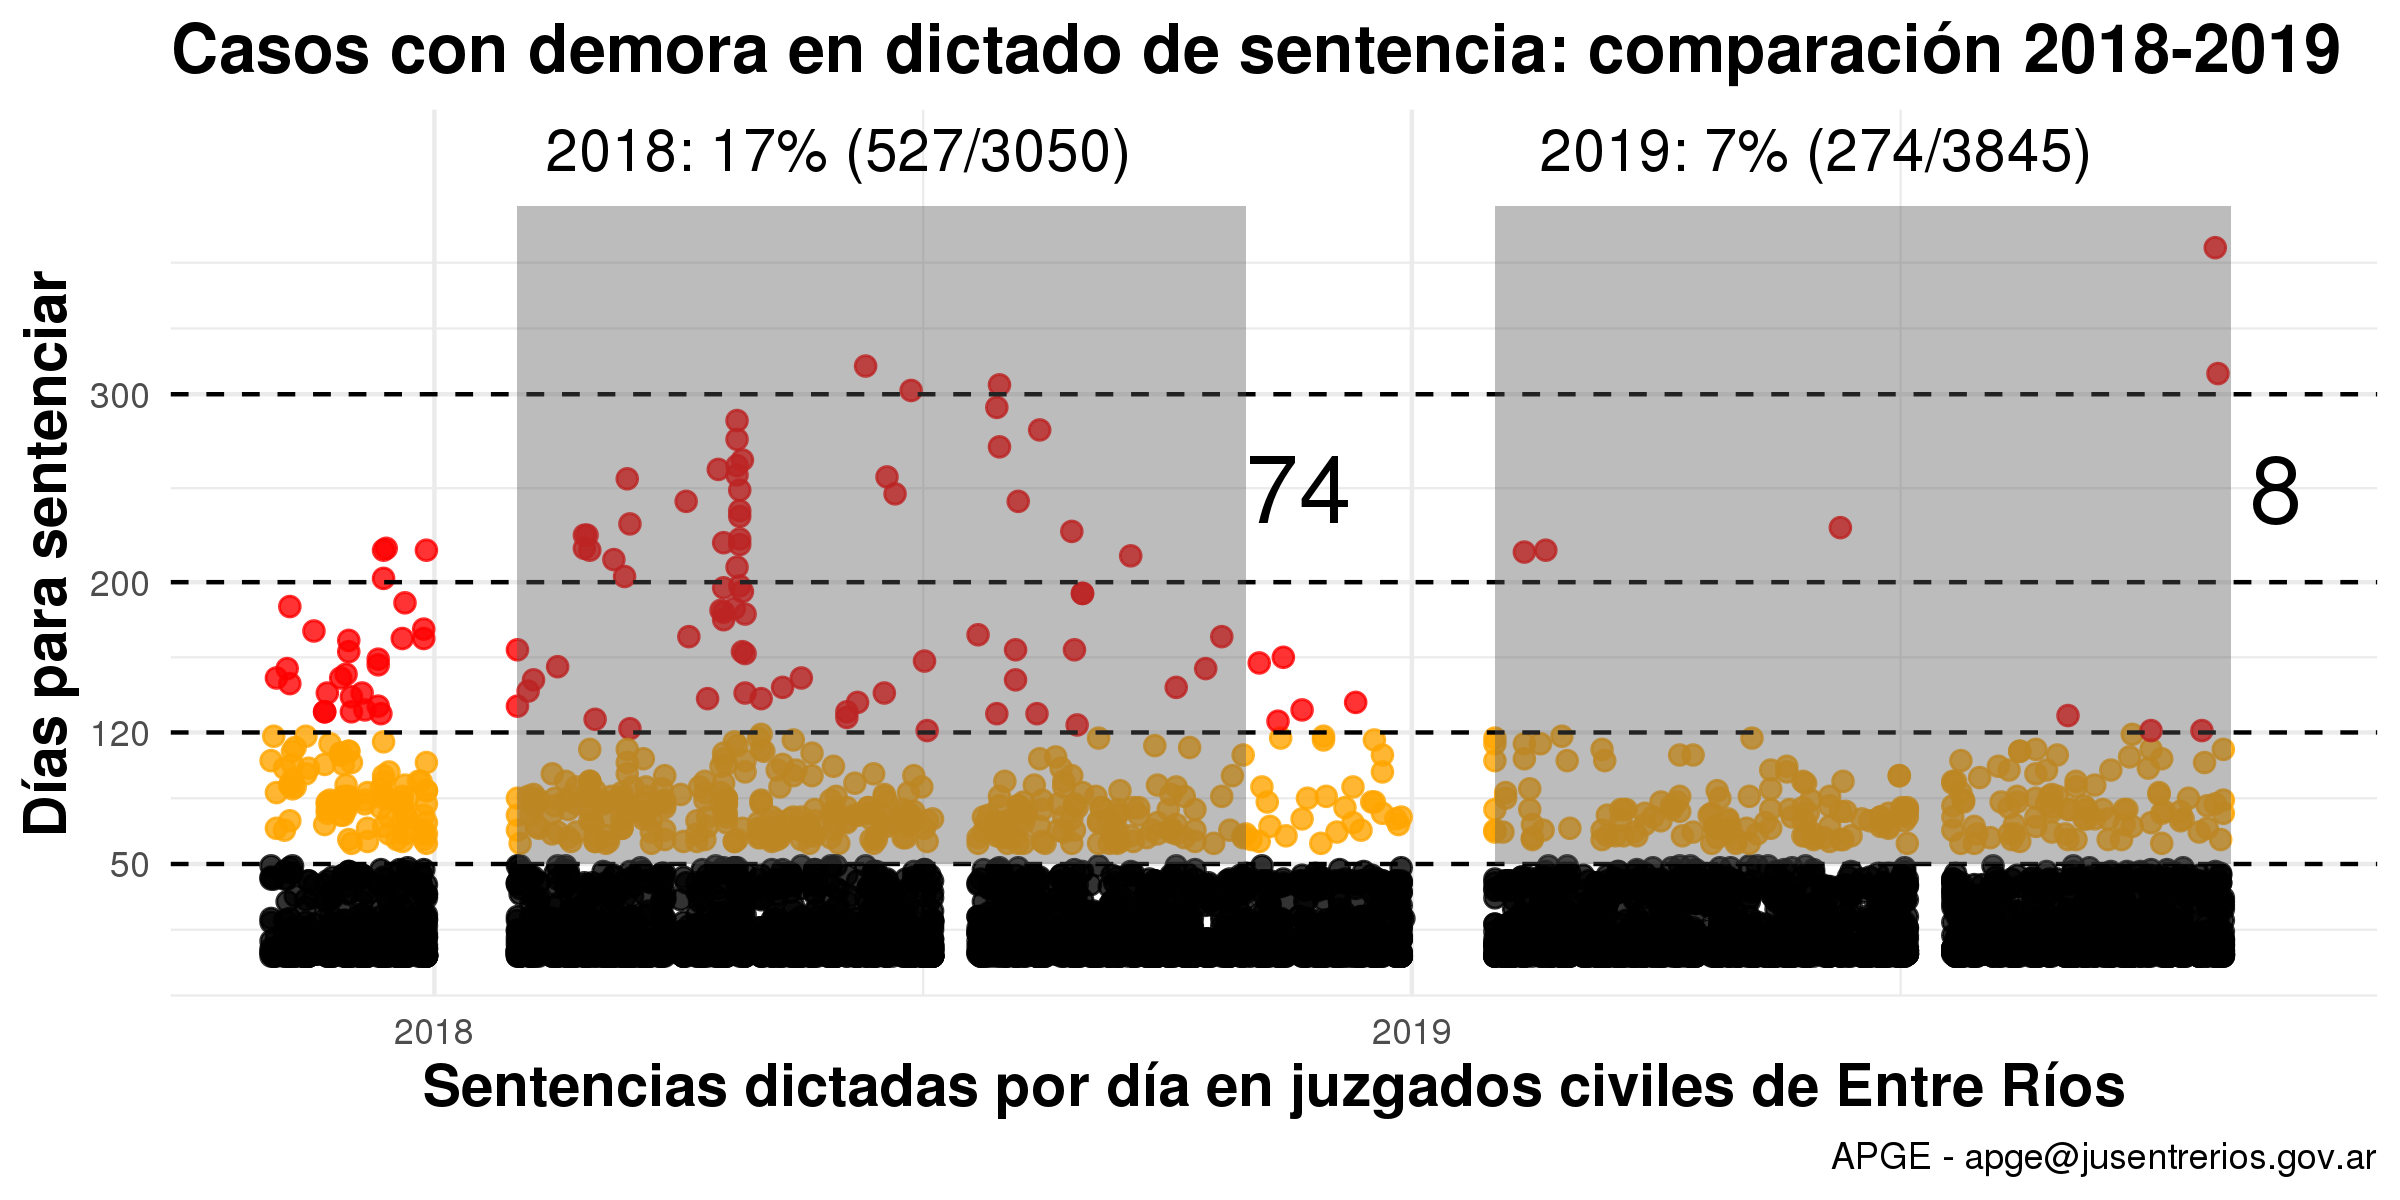 Casos con demora en dictado de sentencia: comparación 2018-2019
2018: 17% (527/3050)
2019: 7% (274/3845)
Días para sentenciar
300
74
8
200
120
50
2018
2019
Sentencias dictadas por día en juzgados civiles de Entre Ríos
APGE - apge@jusentrerios.gov.ar